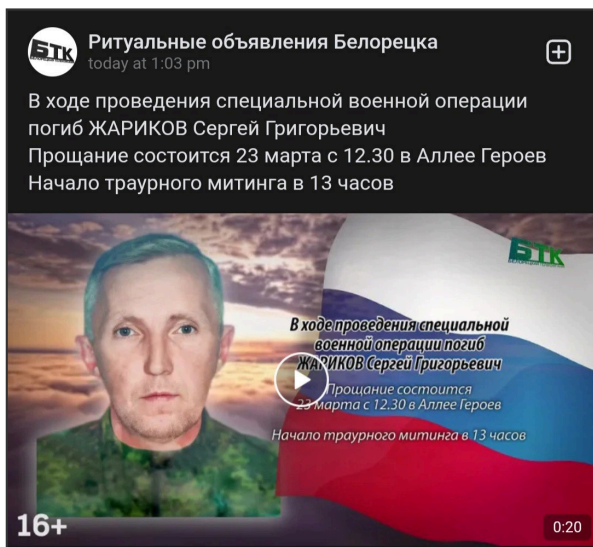 БТК
Ритуальные объявления Белорецка
today at 1:03 pm
В ходе проведения специальной военной операции
погиб ЖАРИКОВ Сергей Григорьевич
Прощание состоится 23 марта с 12.30 в Аллее Героев
Начало траурного митинга в 13 часов
БТК
В ходе проведения специальной
военной операции погиб
ЖАРИКОВ Сергей Григорьевич
Прощание состоится
23 марта с 12.30 в Аллее Героев
Начало траурного митинга в 13 часов
16+
0:20